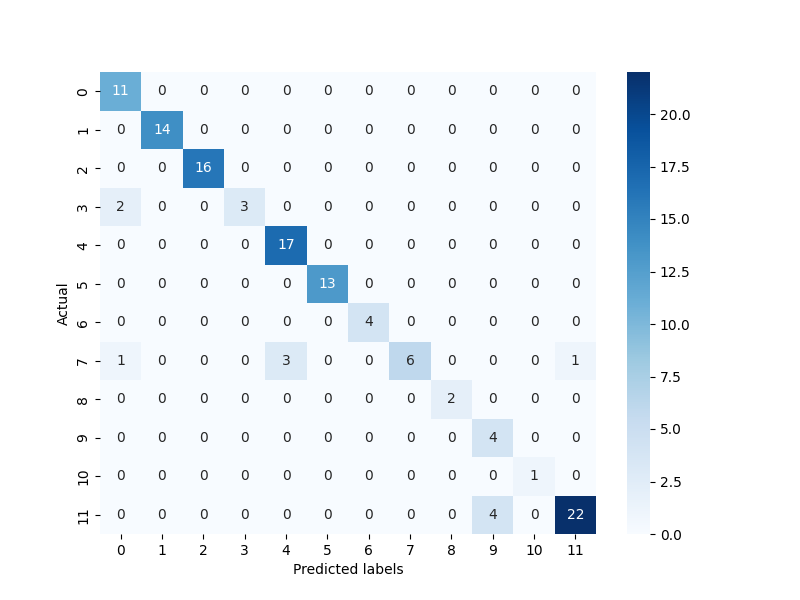 0 11 0 0 0 0 0 0 0 0 0 0 0
1 0 14 0 0 0 0 0 0 0 0 0 0
2 0 0 16 0 0 0 0 0 0 0 0 0
3 2 0 0 3 0 0 0 0 0 0 0 0
4 0 0 0 0 17 0 0 0 0 0 0 0
5 0 0 0 0 0 13 0 0 0 0 0 0
6 0 0 0 0 0 0 4 0 0 0 0 0
7 1 0 0 0 3 0 0 6 0 0 0 1
8 0 0 0 0 0 0 0 0 2 0 0 0
9 0 0 0 0 0 0 0 0 0 4 0 0
10 0 0 0 0 0 0 0 0 0 0 1 0
11 0 0 0 0 0 0 0 0 0 4 0 22
0 1 2 3 4 5 6 7 8 9 10 11
Predicted labels
Actual
20.0
17.5
15.0
12.5
10.0
7.5
5.0
2.5
0.0